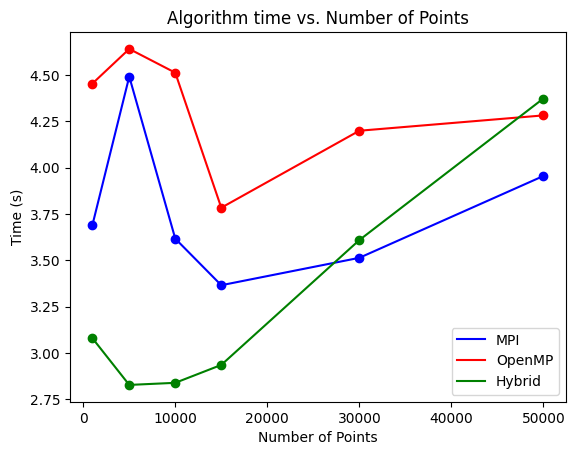 Algorithm time vs. Number of Points
Time (s)
4.50
4.25
4.00
3.75
3.50
3.25
3.00
2.75
0 10000 20000 30000 40000 50000
Number of Points
MPI
OpenMP
Hybrid